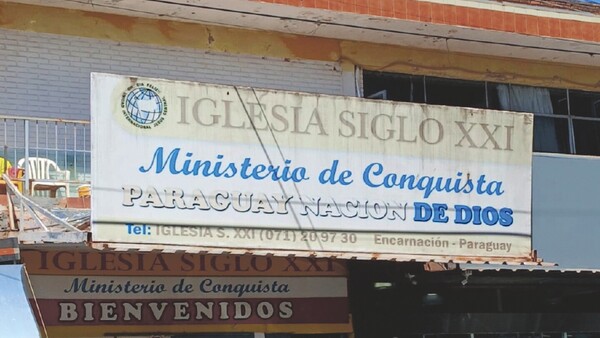 IGLESIA SIGLO XXI
Ministerio de Conquista
PARAGUAY NACION DE DIOS
Tel: IGLESIA S. XXI (071) 20 97 30 Encarnación - Paraguay
IGLESIA SIGLO XXI
Ministerio de Conquista
BIENVENIDOS